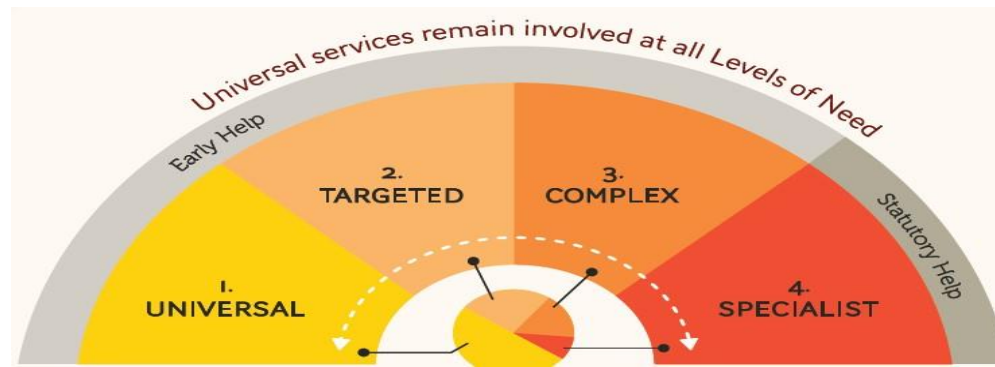 Universal services remain involved at all Levels of Need
Early Help
2.
TARGETED
3.
COMPLEX
Statutory Help
1.
UNIVERSAL
4.
SPECIALIST